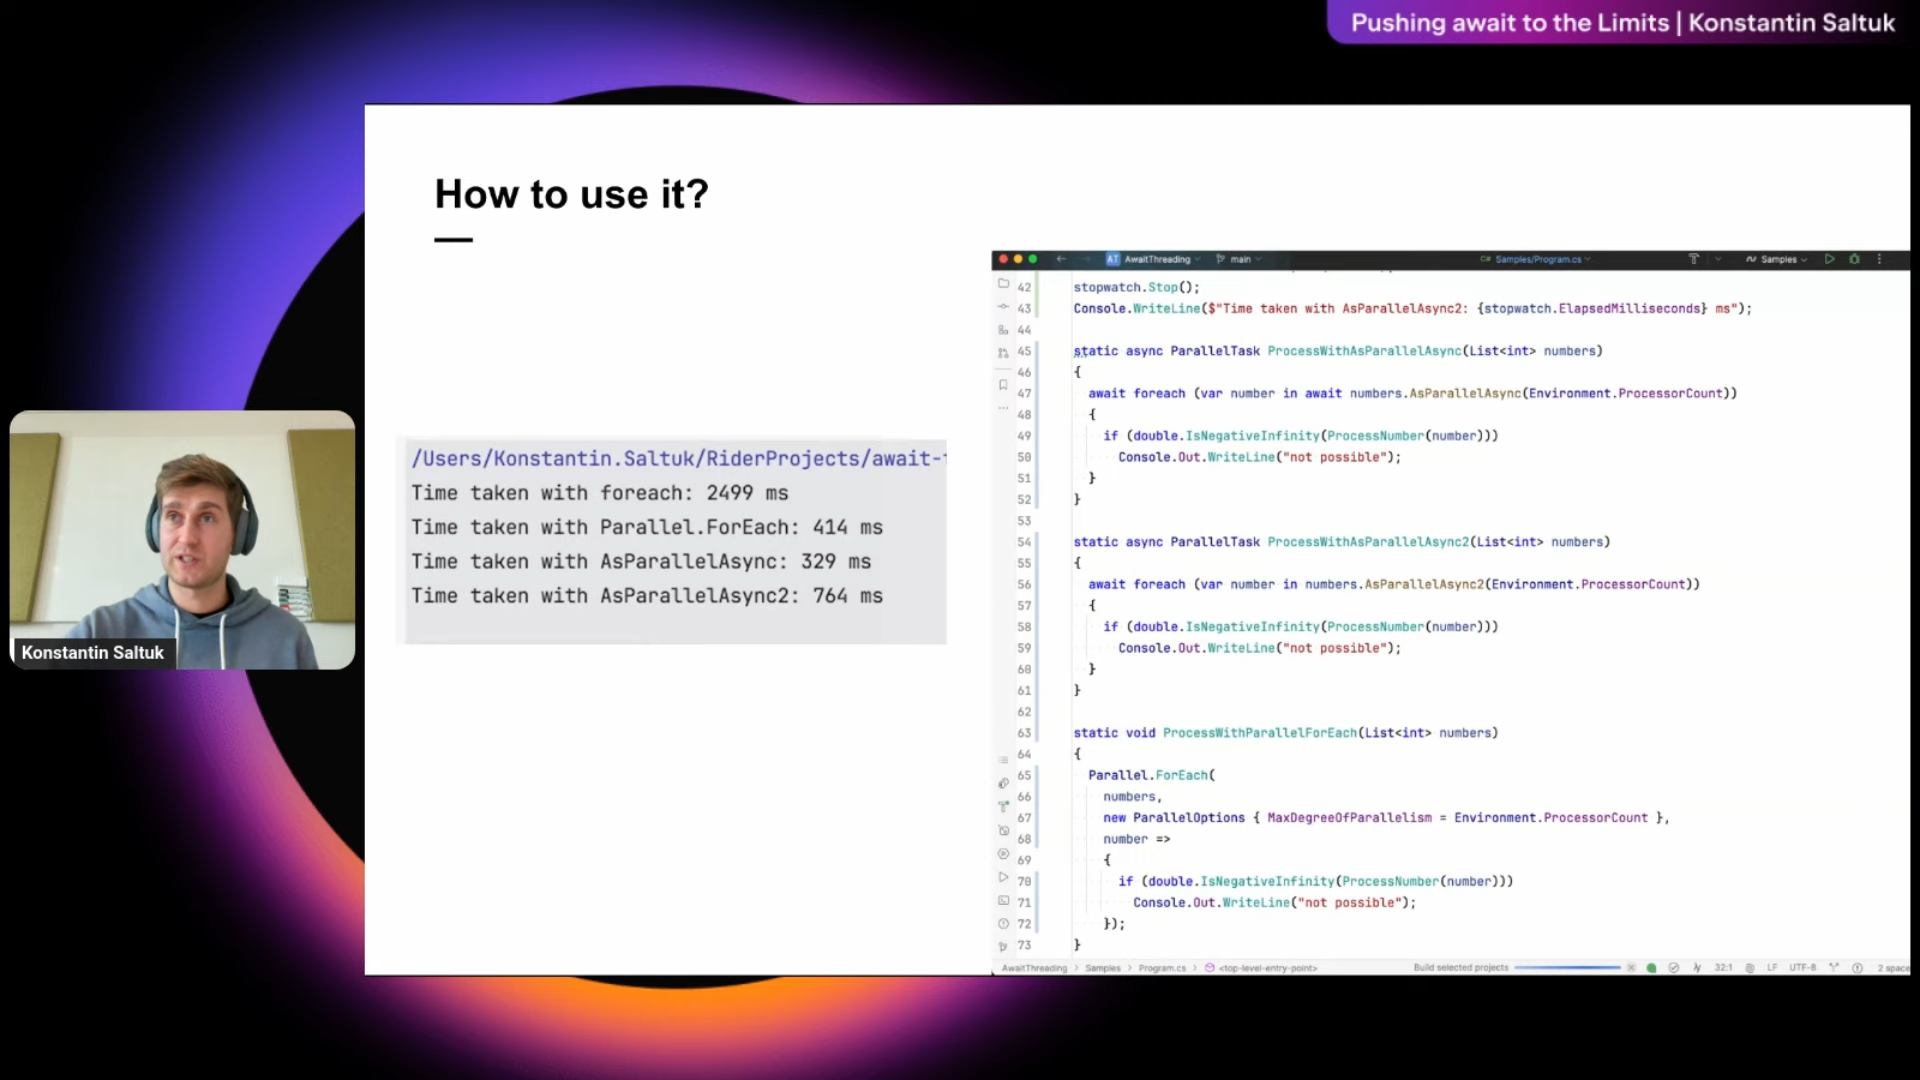 Pushing await to the Limits | Konstantin Saltuk
How to use it?
/Users/Konstantin.Saltuk/RiderProjects/await-
Time taken with foreach: 2499 ms
Time taken with Parallel.ForEach: 414 ms
Time taken with AsParallelAsync: 329 ms
Time taken with AsParallelAsync2: 764 ms
Konstantin Saltuk
AT AwaitThreading main C# Samples/Program.cs Samples
42 stopwatch.Stop();
43 Console.WriteLine($"Time taken with AsParallelAsync2: {stopwatch.ElapsedMilliseconds} ms");
44
45 static async ParallelTask ProcessWithAsParallelAsync(List<int> numbers)
46 {
47 await foreach (var number in await numbers.AsParallelAsync(Environment.ProcessorCount))
48 {
49 if (double.IsNegativeInfinity(ProcessNumber(number)))
50 Console.Out.WriteLine("not possible");
51 }
52 }
53
54 static async ParallelTask ProcessWithAsParallelAsync2(List<int> numbers)
55 {
56 await foreach (var number in numbers.AsParallelAsync2(Environment.ProcessorCount))
57 {
58 if (double.IsNegativeInfinity(ProcessNumber(number)))
59 Console.Out.WriteLine("not possible");
60 }
61 }
62
63 static void ProcessWithParallelForEach(List<int> numbers)
64 {
65 Parallel.ForEach(
66 numbers,
67 new ParallelOptions { MaxDegreeOfParallelism = Environment.ProcessorCount },
68 number =>
69 {
70 if (double.IsNegativeInfinity(ProcessNumber(number)))
71 Console.Out.WriteLine("not possible");
72 });
73 }
AwaitThreading > Samples > Program.cs > <top-level-entry-point> Build selected projects 32:1 LF UTF-8 2 space